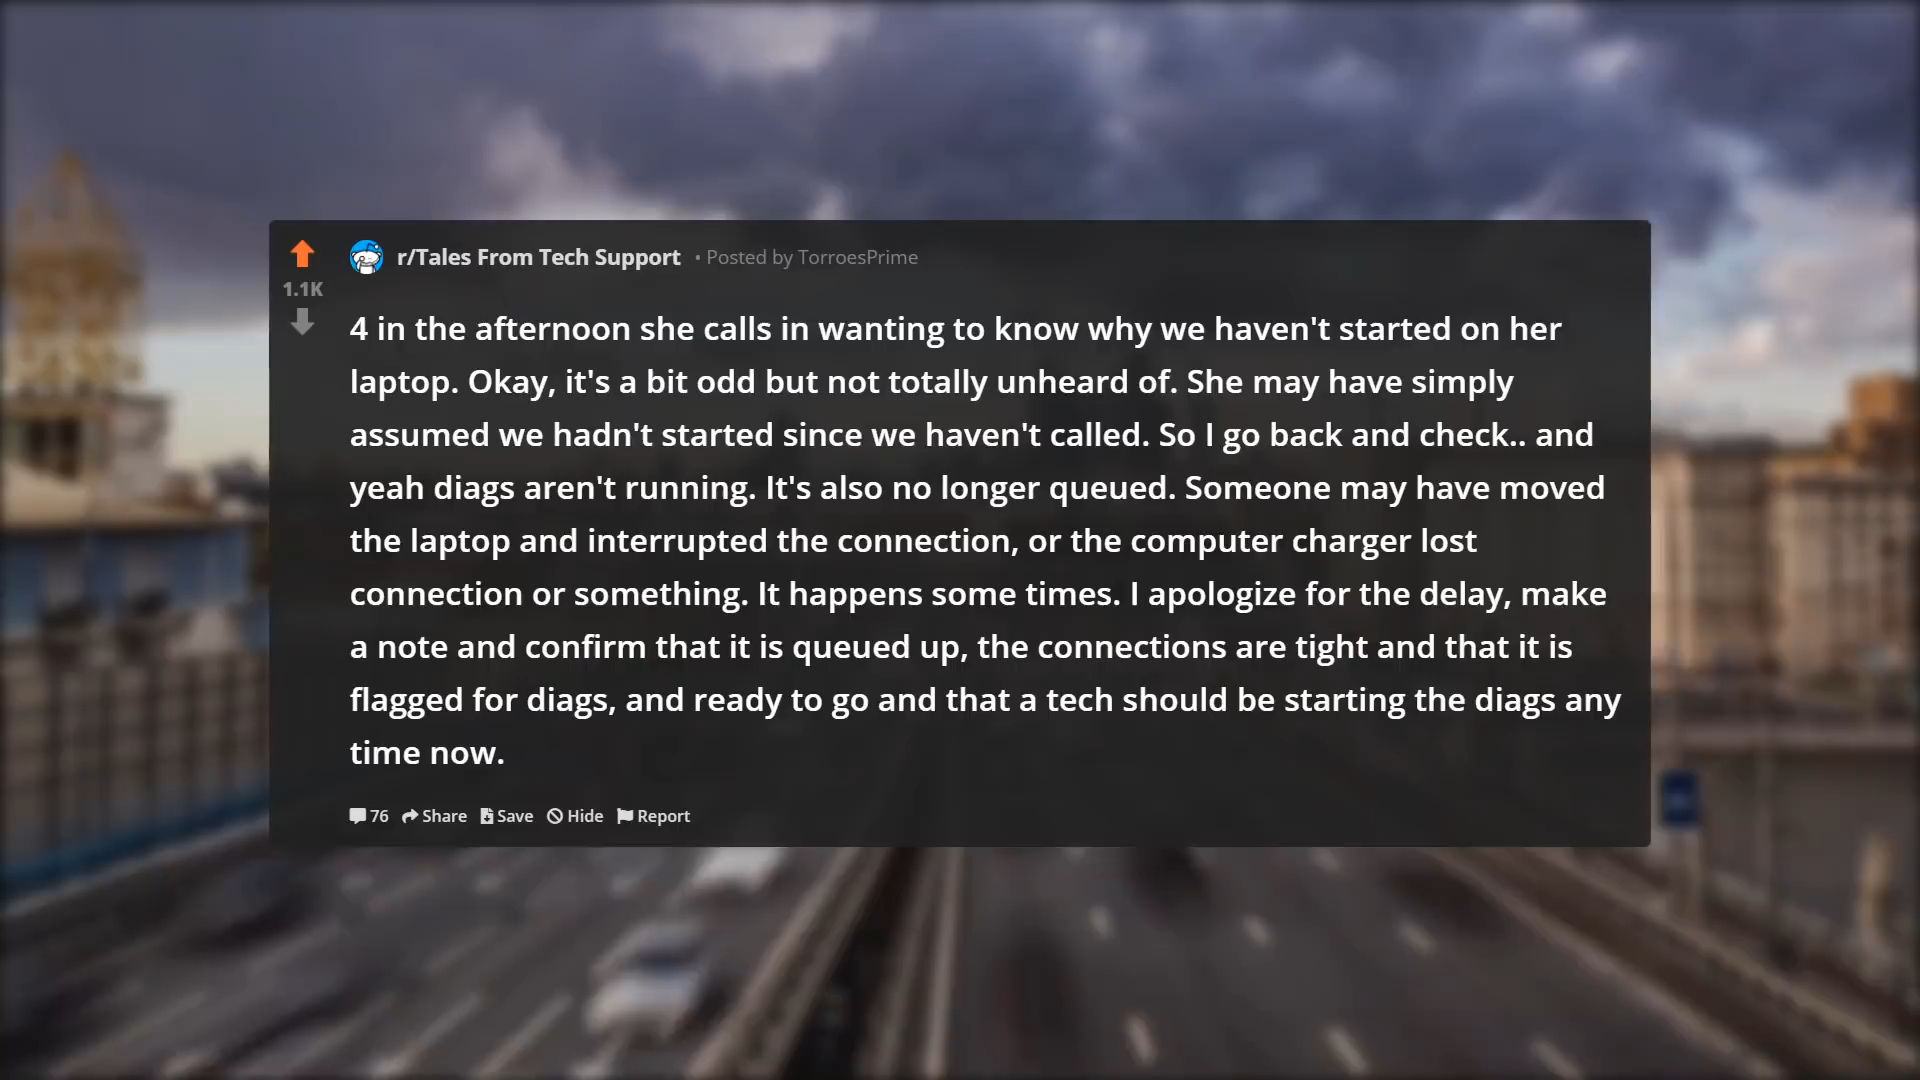 r/Tales From Tech Support • Posted by TorroesPrime
1.1K
4 in the afternoon she calls in wanting to know why we haven't started on her
laptop. Okay, it's a bit odd but not totally unheard of. She may have simply
assumed we hadn't started since we haven't called. So I go back and check.. and
yeah diags aren't running. It's also no longer queued. Someone may have moved
the laptop and interrupted the connection, or the computer charger lost
connection or something. It happens some times. I apologize for the delay, make
a note and confirm that it is queued up, the connections are tight and that it is
flagged for diags, and ready to go and that a tech should be starting the diags any
time now.
76 Share Save Hide Report